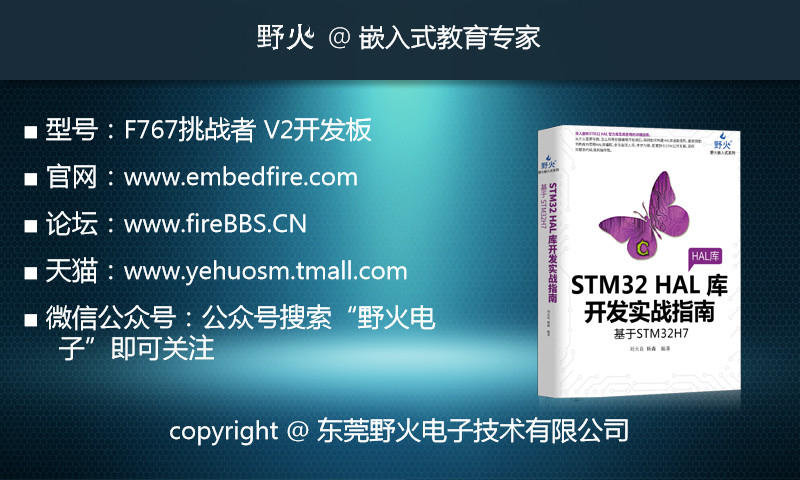 野火 @ 嵌入式教育专家
■ 型号：F767挑战者 V2开发板
■ 官网：www.embedfire.com
■ 论坛：www.fireBBS.CN
■ 天猫：www.yehuosm.tmall.com
■ 微信公众号：公众号搜索“野火电
子”即可关注
野火
野火
STM32 HAL 库开发实战指南
基于STM32H7
C
HAL库
STM32 HAL 库
开发实战指南
基于STM32H7
copyright @ 东莞野火电子技术有限公司